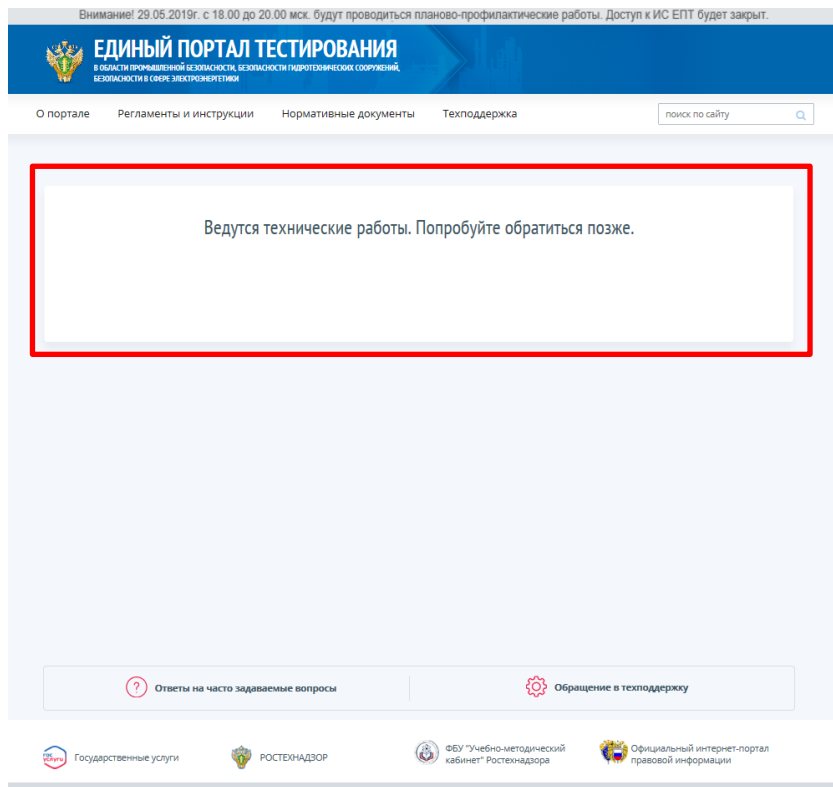 Внимание! 29.05.2019г. с 18.00 до 20.00 мск. будут проводиться планово-профилактические работы. Доступ к ИС ЕПТ будет закрыт.
ЕДИНЫЙ ПОРТАЛ ТЕСТИРОВАНИЯ
В ОБЛАСТИ ПРОМЫШЛЕННОЙ БЕЗОПАСНОСТИ, БЕЗОПАСНОСТИ ГИДРОТЕХНИЧЕСКИХ СООРУЖЕНИЙ,
БЕЗОПАСНОСТИ В СФЕРЕ ЭЛЕКТРОЭНЕРГЕТИКИ
О портале Регламенты и инструкции Нормативные документы Техподдержка поиск по сайту
Ведутся технические работы. Попробуйте обратиться позже.
? Ответы на часто задаваемые вопросы Обращение в техподдержку
гос услуги Государственные услуги
РОСТЕХНАДЗОР
ФБУ "Учебно-методический
кабинет" Ростехнадзора
Официальный интернет-портал
правовой информации